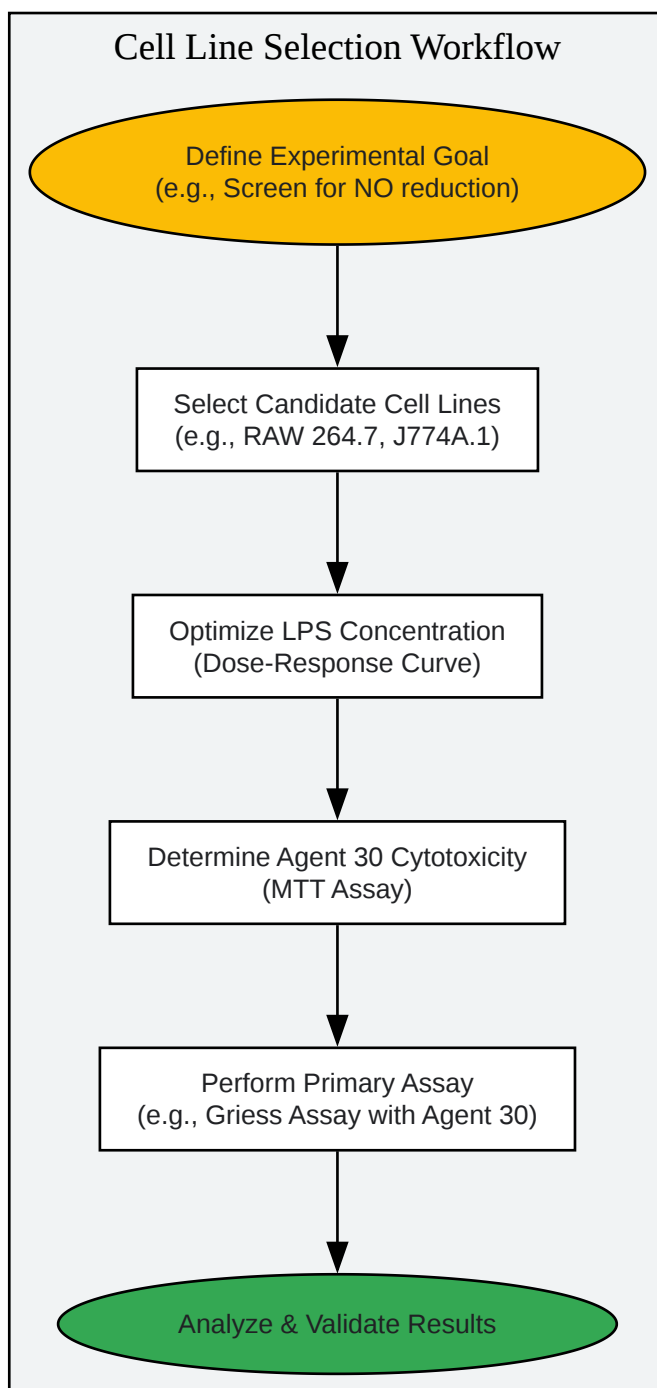 Cell Line Selection Workflow
Define Experimental Goal
(e.g., Screen for NO reduction)
Select Candidate Cell Lines
(e.g., RAW 264.7, J774A.1)
Optimize LPS Concentration
(Dose-Response Curve)
Determine Agent 30 Cytotoxicity
(MTT Assay)
Perform Primary Assay
(e.g., Griess Assay with Agent 30)
Analyze & Validate Results